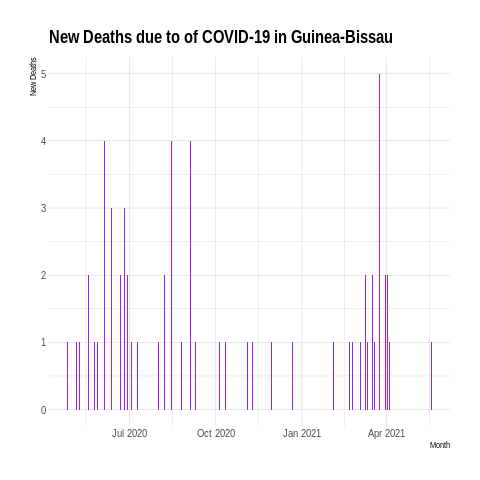 New Deaths due to of COVID-19 in Guinea-Bissau
New Deaths
5
4
3
2
1
0
Jul 2020 Oct 2020 Jan 2021 Apr 2021
Month